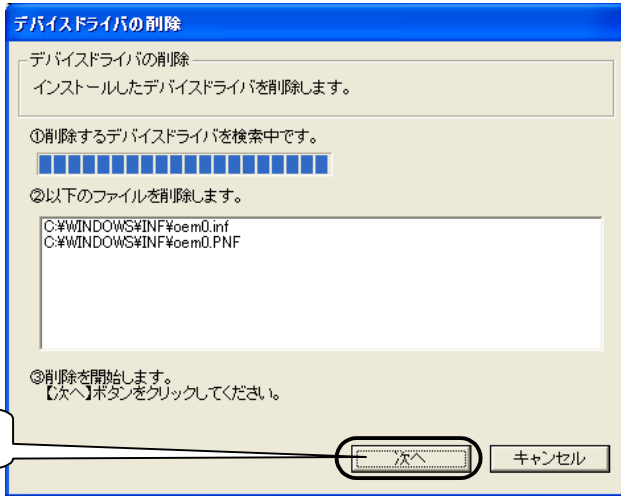 デバイスドライバの削除
デバイスドライバの削除
インストールしたデバイスドライバを削除します。
①削除するデバイスドライバを検索中です。
②以下のファイルを削除します。
C:¥WINDOWS¥INF¥oem0.inf
C:¥WINDOWS¥INF¥oem0.PNF
③削除を開始します。
【次へ】ボタンをクリックしてください。
次へ
キャンセル